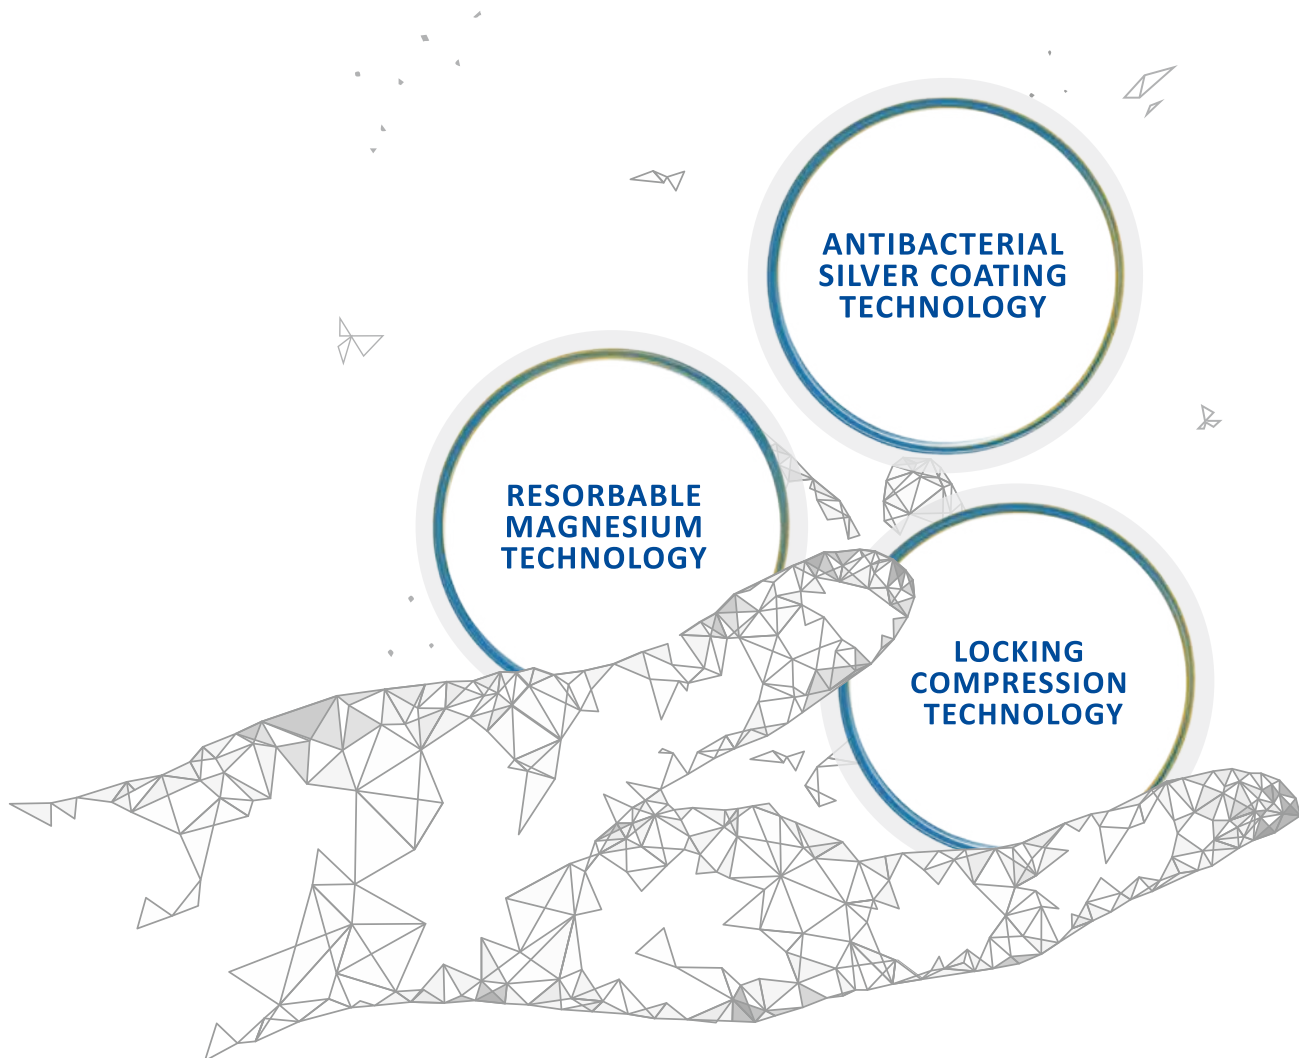 ANTIBACTERIAL
SILVER COATING
TECHNOLOGY
RESORBABLE
MAGNESIUM
TECHNOLOGY
LOCKING
COMPRESSION
TECHNOLOGY